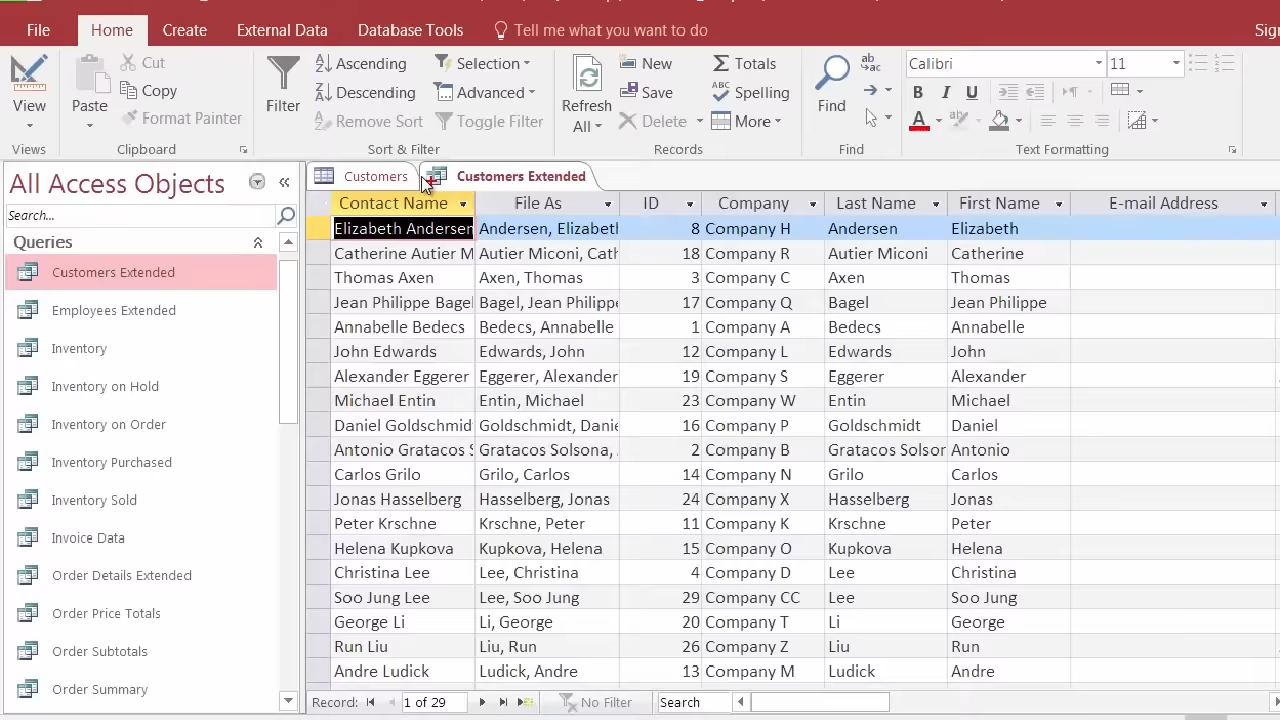 File Home Create External Data Database Tools Tell me what you want to do Sign
View
Views
Paste
Cut
Copy
Format Painter
Clipboard
Filter
Ascending
Descending
Remove Sort
Selection
Advanced
Toggle Filter
Sort & Filter
Refresh
All
New
Save
Delete
Totals
Spelling
More
Records
Find
Find
Calibri 11
B I U
A
Text Formatting
All Access Objects
Search...
Queries
Customers Extended
Employees Extended
Inventory
Inventory on Hold
Inventory on Order
Inventory Purchased
Inventory Sold
Invoice Data
Order Details Extended
Order Price Totals
Order Subtotals
Order Summary
Customers Customers Extended
Contact Name File As ID Company Last Name First Name E-mail Address
Elizabeth Andersen Andersen, Elizabeth 8 Company H Andersen Elizabeth
Catherine Autier M Autier Miconi, Cath 18 Company R Autier Miconi Catherine
Thomas Axen Axen, Thomas 3 Company C Axen Thomas
Jean Philippe Bagel Bagel, Jean Philippe 17 Company Q Bagel Jean Philippe
Annabelle Bedecs Bedecs, Annabelle 1 Company A Bedecs Annabelle
John Edwards Edwards, John 12 Company L Edwards John
Alexander Eggerer Eggerer, Alexander 19 Company S Eggerer Alexander
Michael Entin Entin, Michael 23 Company W Entin Michael
Daniel Goldschmid Goldschmidt, Danie 16 Company P Goldschmidt Daniel
Antonio Gratacos S Gratacos Solsona, 2 Company B Gratacos Solsor Antonio
Carlos Grilo Grilo, Carlos 14 Company N Grilo Carlos
Jonas Hasselberg Hasselberg, Jonas 24 Company X Hasselberg Jonas
Peter Krschne Krschne, Peter 11 Company K Krschne Peter
Helena Kupkova Kupkova, Helena 15 Company O Kupkova Helena
Christina Lee Lee, Christina 4 Company D Lee Christina
Soo Jung Lee Lee, Soo Jung 29 Company CC Lee Soo Jung
George Li Li, George 20 Company T Li George
Run Liu Liu, Run 26 Company Z Liu Run
Andre Ludick Ludick, Andre 13 Company M Ludick Andre
Record: 1 of 29 No Filter Search